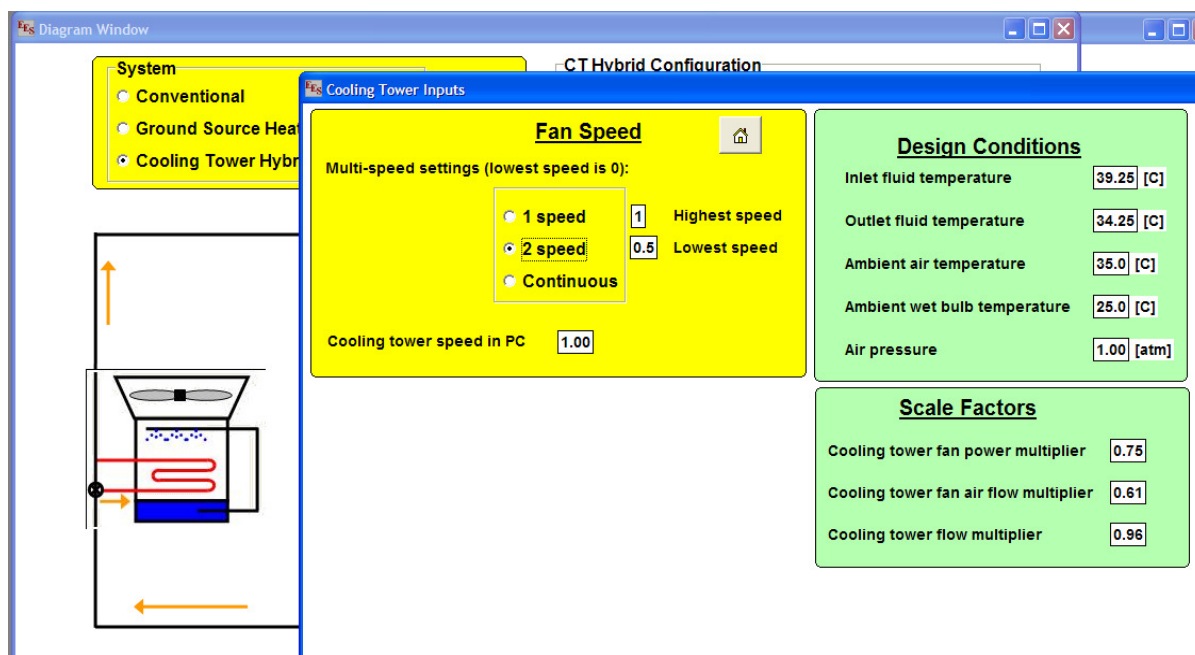 EES Diagram Window
System
Conventional
Ground Source Heat
Cooling Tower Hybr
CT Hybrid Configuration
EES Cooling Tower Inputs
Fan Speed
Multi-speed settings (lowest speed is 0):
1 speed 1 Highest speed
2 speed 0.5 Lowest speed
Continuous
Cooling tower speed in PC 1.00
Design Conditions
Inlet fluid temperature 39.25 [C]
Outlet fluid temperature 34.25 [C]
Ambient air temperature 35.0 [C]
Ambient wet bulb temperature 25.0 [C]
Air pressure 1.00 [atm]
Scale Factors
Cooling tower fan power multiplier 0.75
Cooling tower fan air flow multiplier 0.61
Cooling tower flow multiplier 0.96